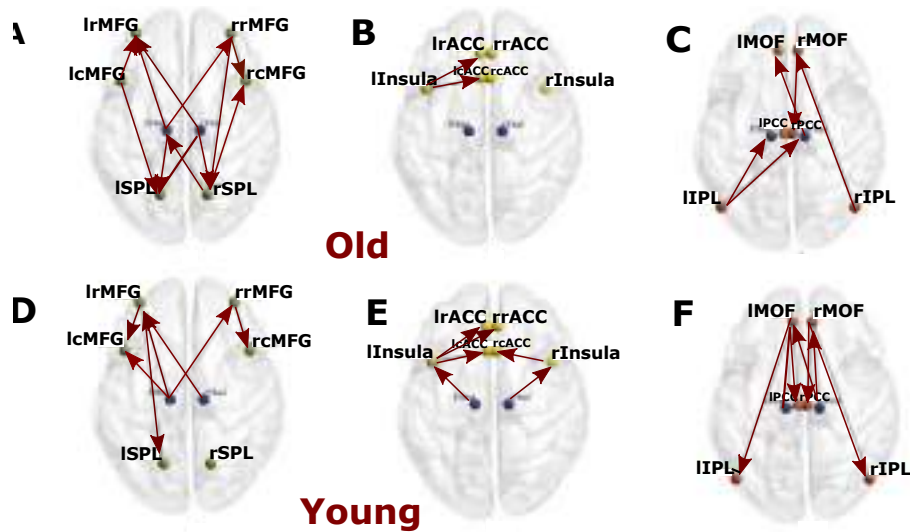 A
lrMFG
rrMFG
lcMFG
rcMFG
lSPL
rSPL
B
lrACC
rrACC
lInsula
lcACC
rcACC
rInsula
C
lMOF
rMOF
lPCC
rPCC
lIPL
rIPL
Old
D
lrMFG
rrMFG
lcMFG
rcMFG
lSPL
rSPL
E
lrACC
rrACC
lInsula
lcACC
rcACC
rInsula
F
lMOF
rMOF
lPCC
rPCC
lIPL
rIPL
Young